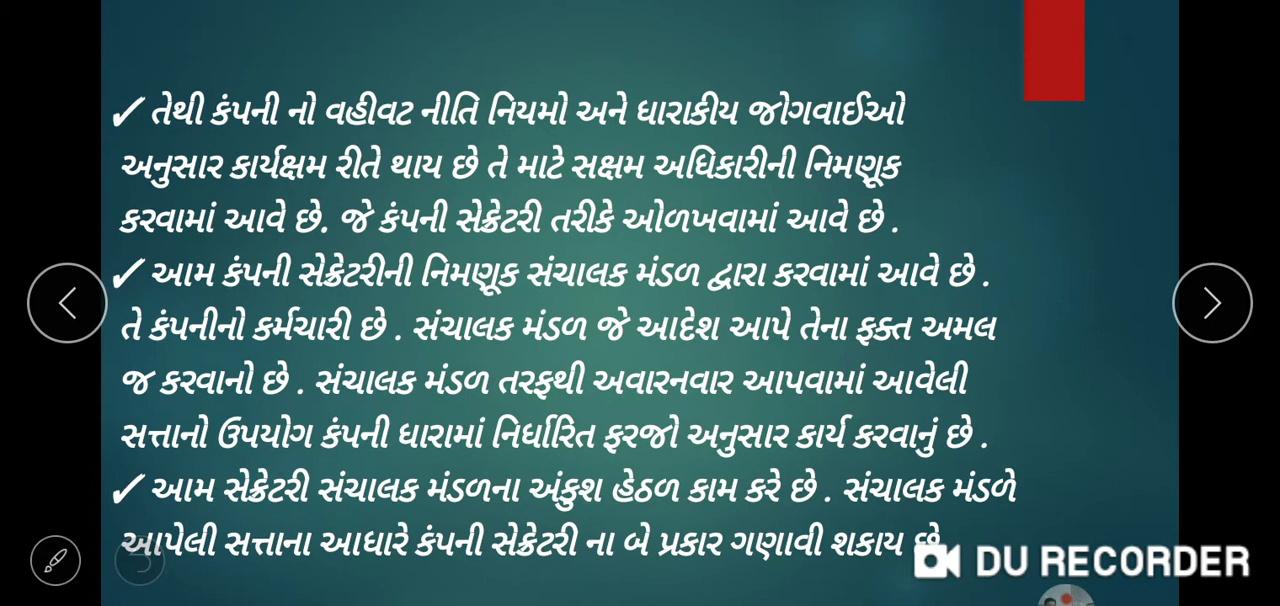 ✓ તેથી કંપની નો વહીવટ નીતિ નિયમો અને ધારાકીય જોગવાઈઓ
અનુસાર કાર્યક્ષમ રીતે થાય છે તે માટે સક્ષમ અધિકારીની નિમણૂક
કરવામાં આવે છે. જે કંપની સેક્રેટરી તરીકે ઓળખવામાં આવે છે .
✓ આમ કંપની સેક્રેટરીની નિમણૂક સંચાલક મંડળ દ્વારા કરવામાં આવે છે .
તે કંપનીનો કર્મચારી છે . સંચાલક મંડળ જે આદેશ આપે તેના ફક્ત અમલ
જ કરવાનો છે . સંચાલક મંડળ તરફથી અવારનવાર આપવામાં આવેલી
સત્તાનો ઉપયોગ કંપની ધારામાં નિર્ધારિત ફરજો અનુસાર કાર્ય કરવાનું છે .
✓ આમ સેક્રેટરી સંચાલક મંડળના અંકુશ હેઠળ કામ કરે છે . સંચાલક મંડળે
આપેલી સત્તાના આધારે કંપની સેક્રેટરી ના બે પ્રકાર ગણાવી શકાય છે
DU RECORDER